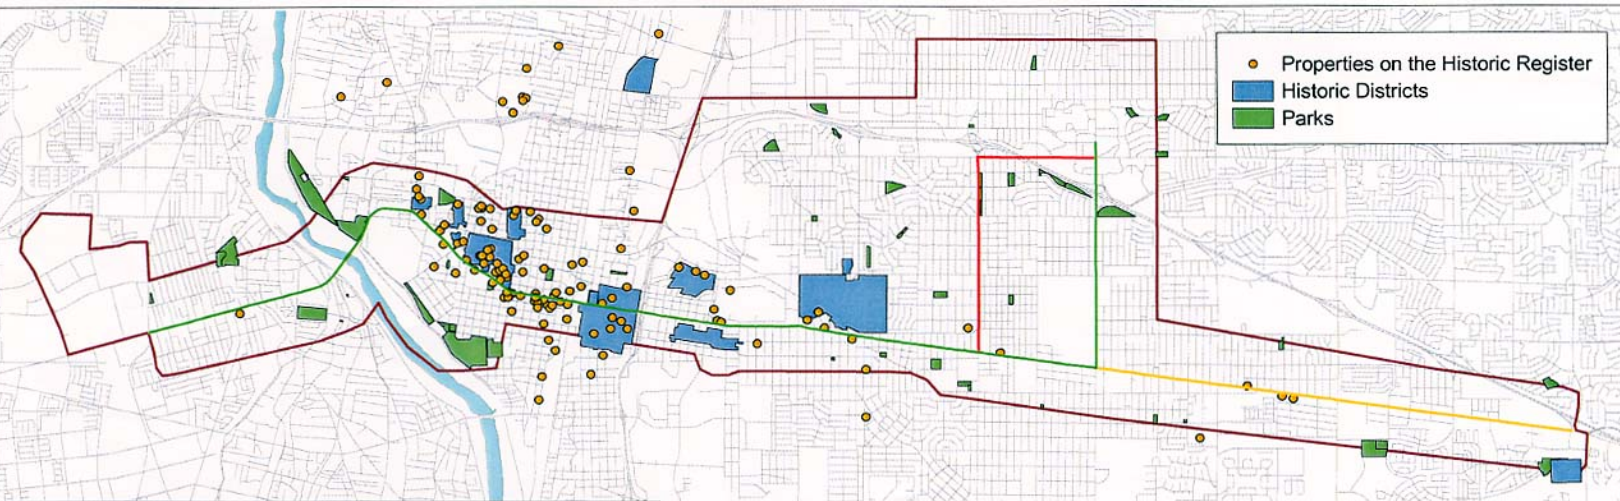 Properties on the Historic Register
Historic Districts
Parks